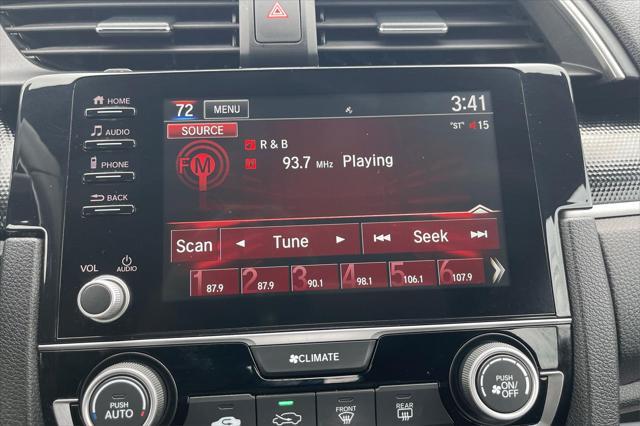 HOME
AUDIO
PHONE
BACK
VOL
AUDIO
72 MENU 3:41
SOURCE "ST" 15
R & B
FM 93.7 MHz Playing
Scan Tune Seek
1 87.9 2 87.9 3 90.1 4 98.1 5 106.1 6 107.9
CLIMATE
PUSH
AUTO
FRONT
REAR
PUSH
ON/
OFF